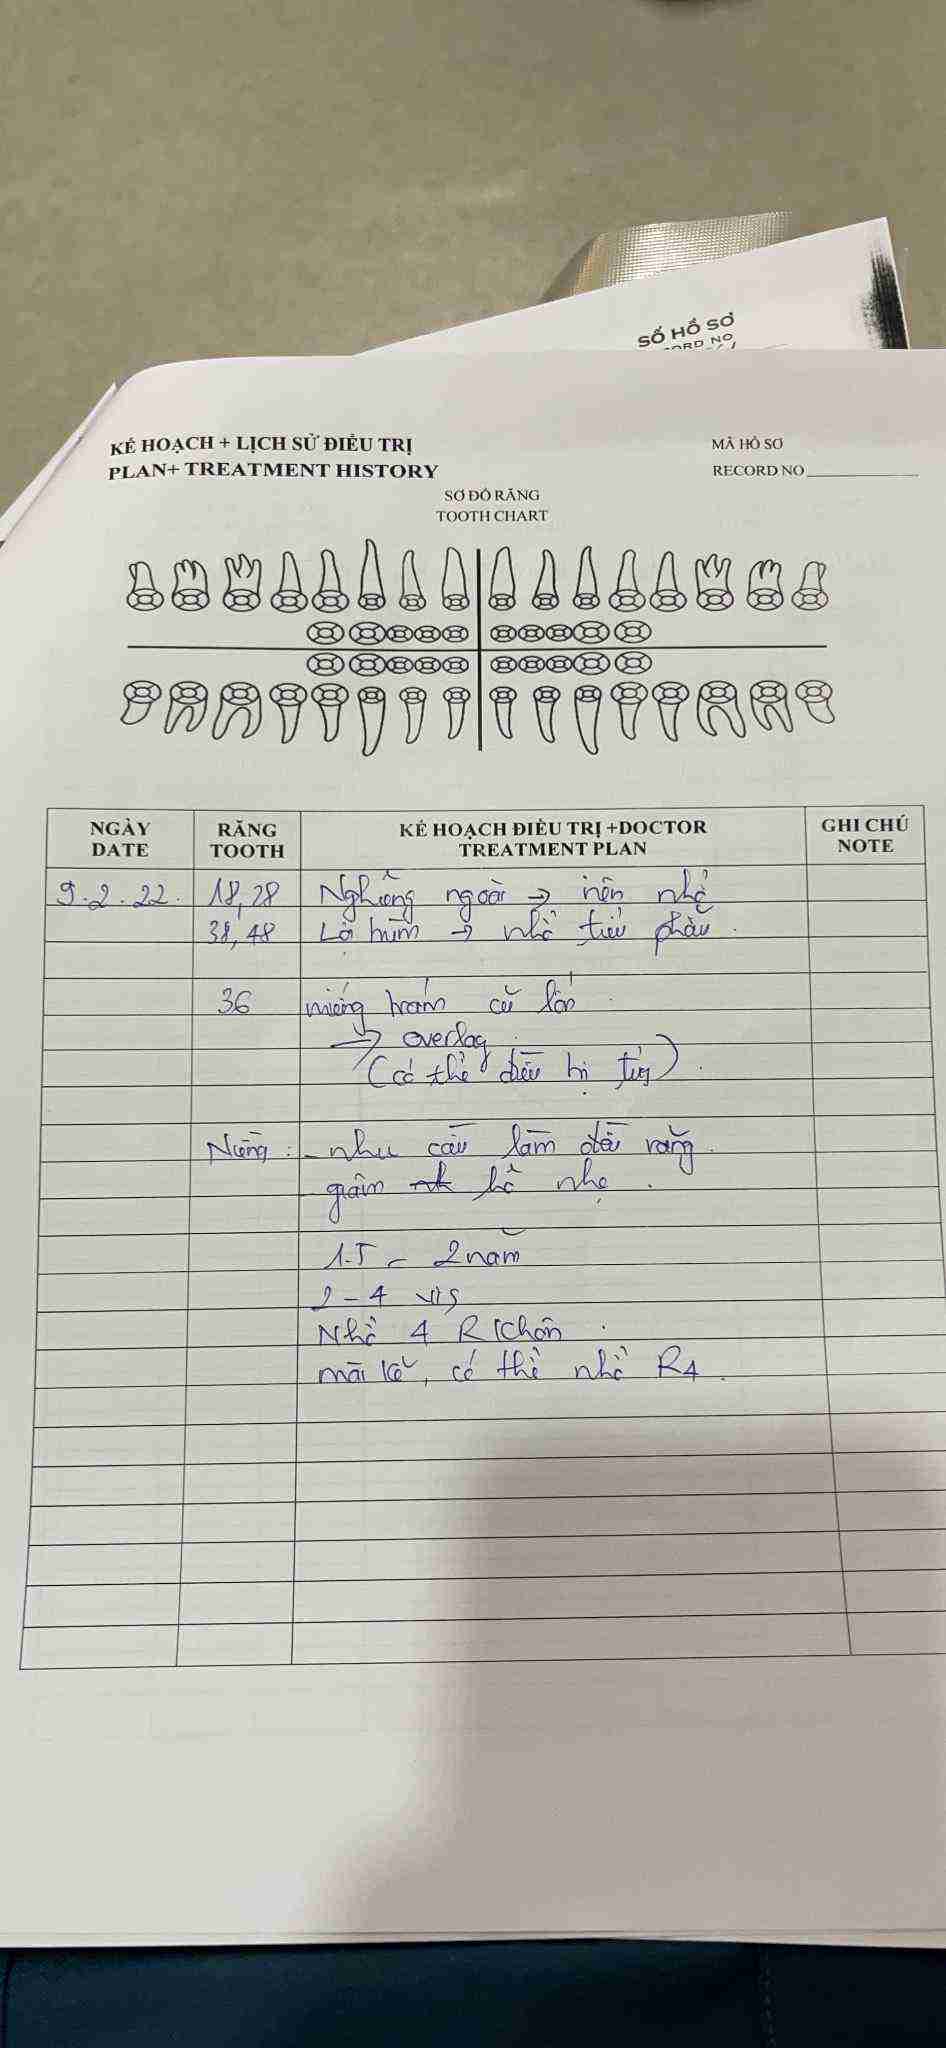 SỐ HỒ SƠ
ORD NO
KẾ HOẠCH + LỊCH SỬ ĐIỀU TRỊ
MÃ HỒ SƠ
PLAN+ TREATMENT HISTORY
RECORD NO
SƠ ĐỒ RĂNG
TOOTH CHART
NGÀY RĂNG KẾ HOẠCH ĐIỀU TRỊ +DOCTOR GHI CHÚ
DATE TOOTH TREATMENT PLAN NOTE
9.2.22. 18,28 Nghiêng ngoài → nên nhổ
38,48 → nhổ tiểu phẫu.
36 miếng trám cũ lớn.
→ overlay.
(có thể điều trị tủy).
Niềng: - nhu cầu làm đều răng.
giảm hô nhẹ.
1.5 - 2 năm
2-4 vis
Nhổ 4 R khôn.
mài kẽ, có thể nhổ R4.